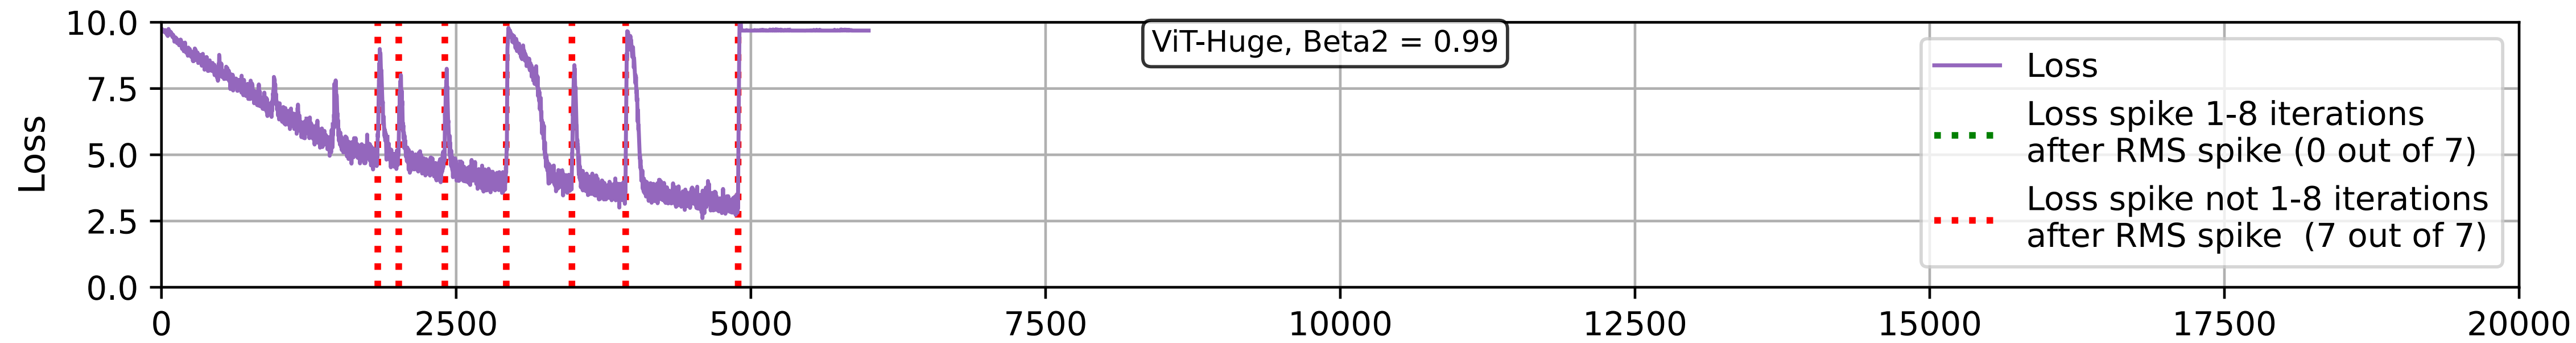 ViT-Huge, Beta2 = 0.99
Loss
10.0
7.5
5.0
2.5
0.0
0
2500
5000
7500
10000
12500
15000
17500
20000
Loss
Loss spike 1-8 iterations
after RMS spike (0 out of 7)
Loss spike not 1-8 iterations
after RMS spike  (7 out of 7)